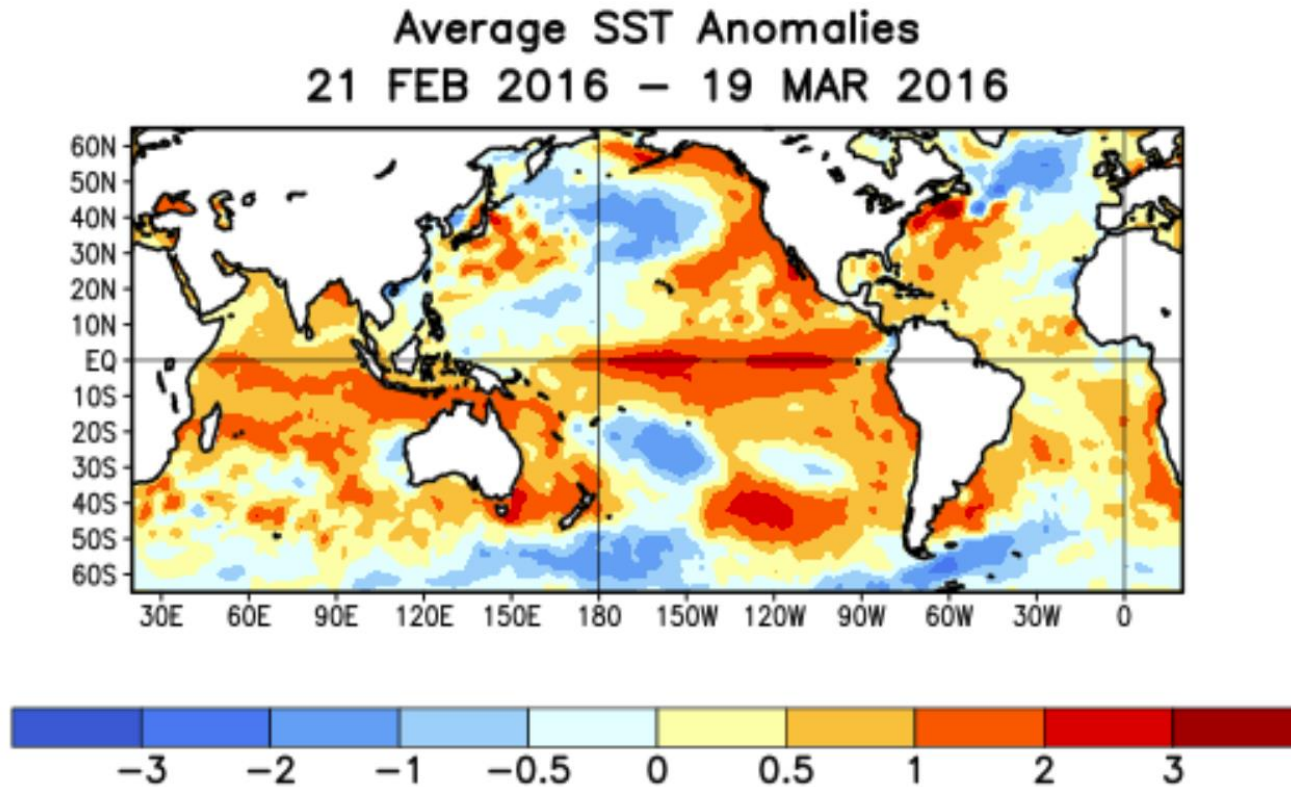 Average SST Anomalies
21 FEB 2016 – 19 MAR 2016
60N
50N
40N
30N
20N
10N
EQ
10S
20S
30S
40S
50S
60S
30E 60E 90E 120E 150E 180 150W 120W 90W 60W 30W 0
−3 −2 −1 −0.5 0 0.5 1 2 3